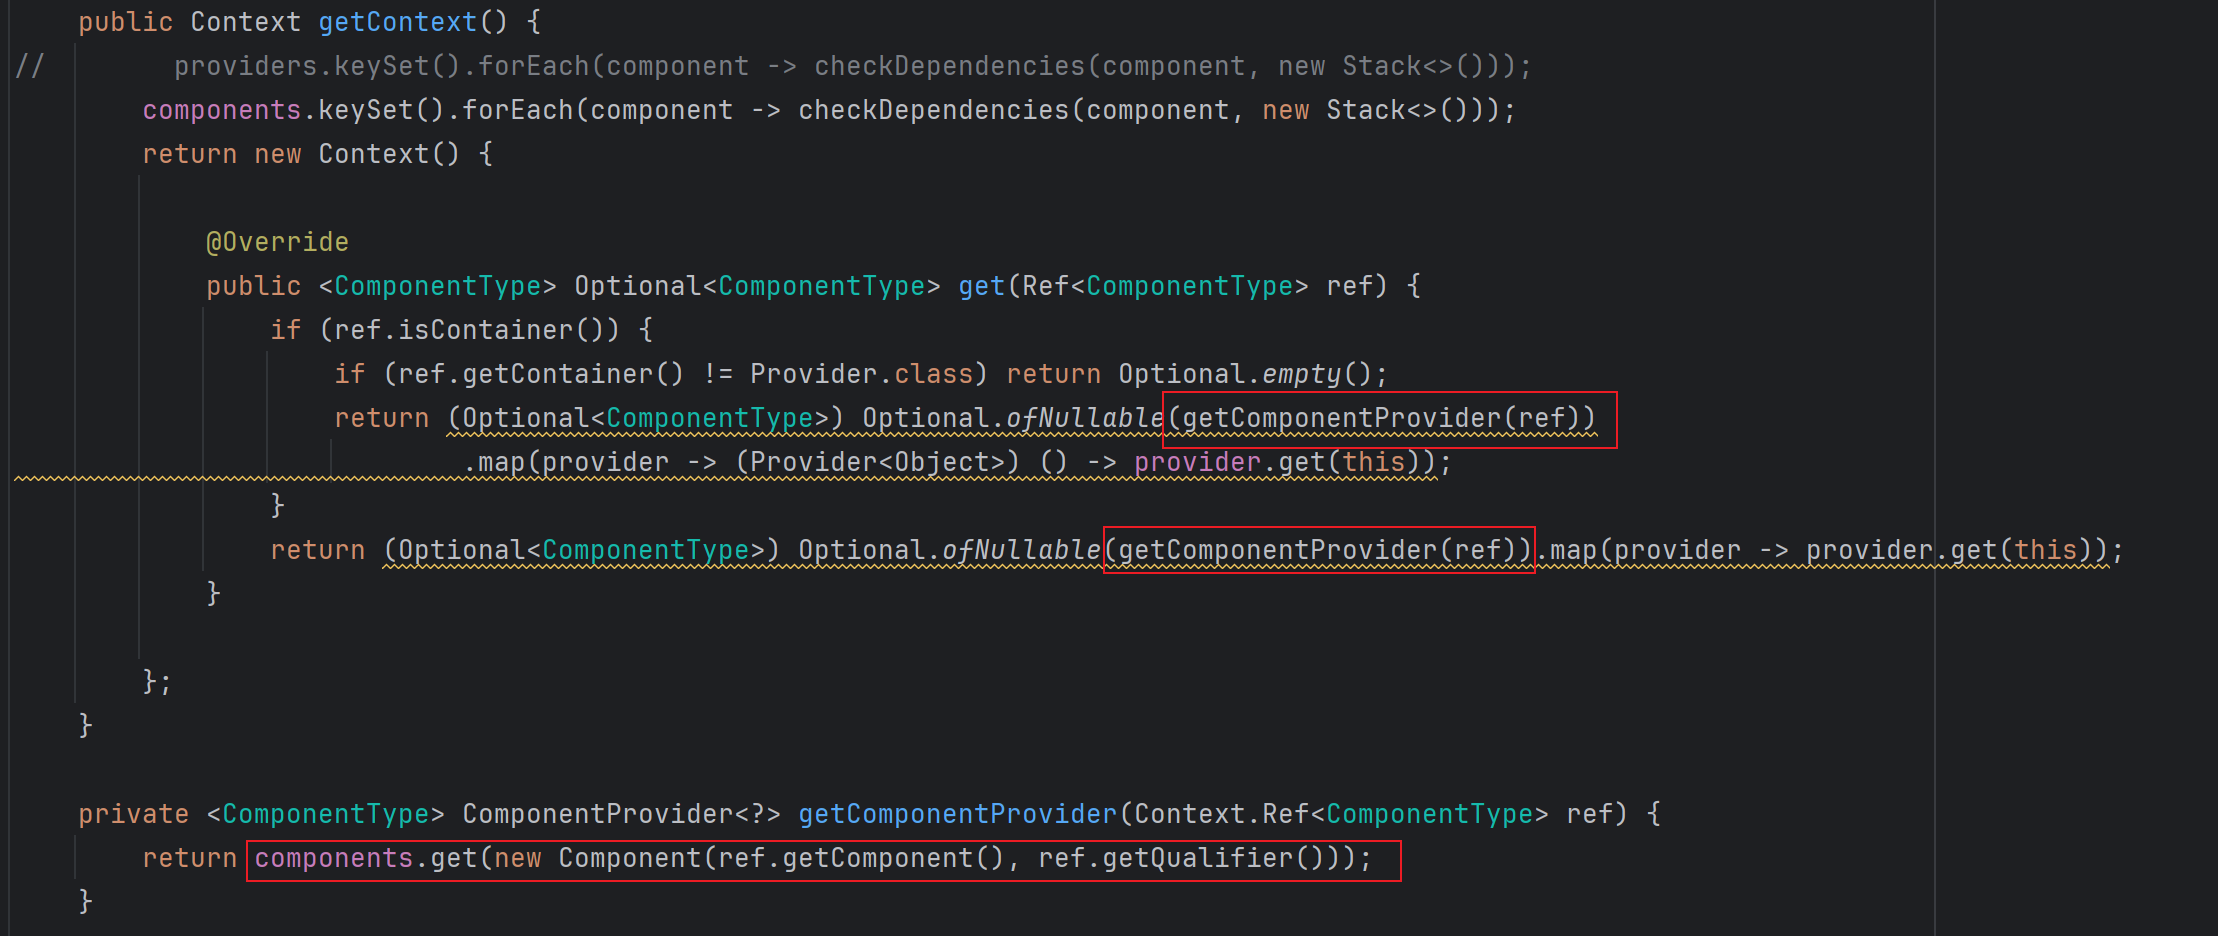 public Context getContext() {
//        providers.keySet().forEach(component -> checkDependencies(component, new Stack<>()));
components.keySet().forEach(component -> checkDependencies(component, new Stack<>()));
return new Context() {
@Override
public <ComponentType> Optional<ComponentType> get(Ref<ComponentType> ref) {
if (ref.isContainer()) {
if (ref.getContainer() != Provider.class) return Optional.empty();
return (Optional<ComponentType>) Optional.ofNullable(getComponentProvider(ref))
.map(provider -> (Provider<Object>) () -> provider.get(this));
}
return (Optional<ComponentType>) Optional.ofNullable(getComponentProvider(ref)).map(provider -> provider.get(this));
}
};
}
private <ComponentType> ComponentProvider<?> getComponentProvider(Context.Ref<ComponentType> ref) {
return components.get(new Component(ref.getComponent(), ref.getQualifier()));
}